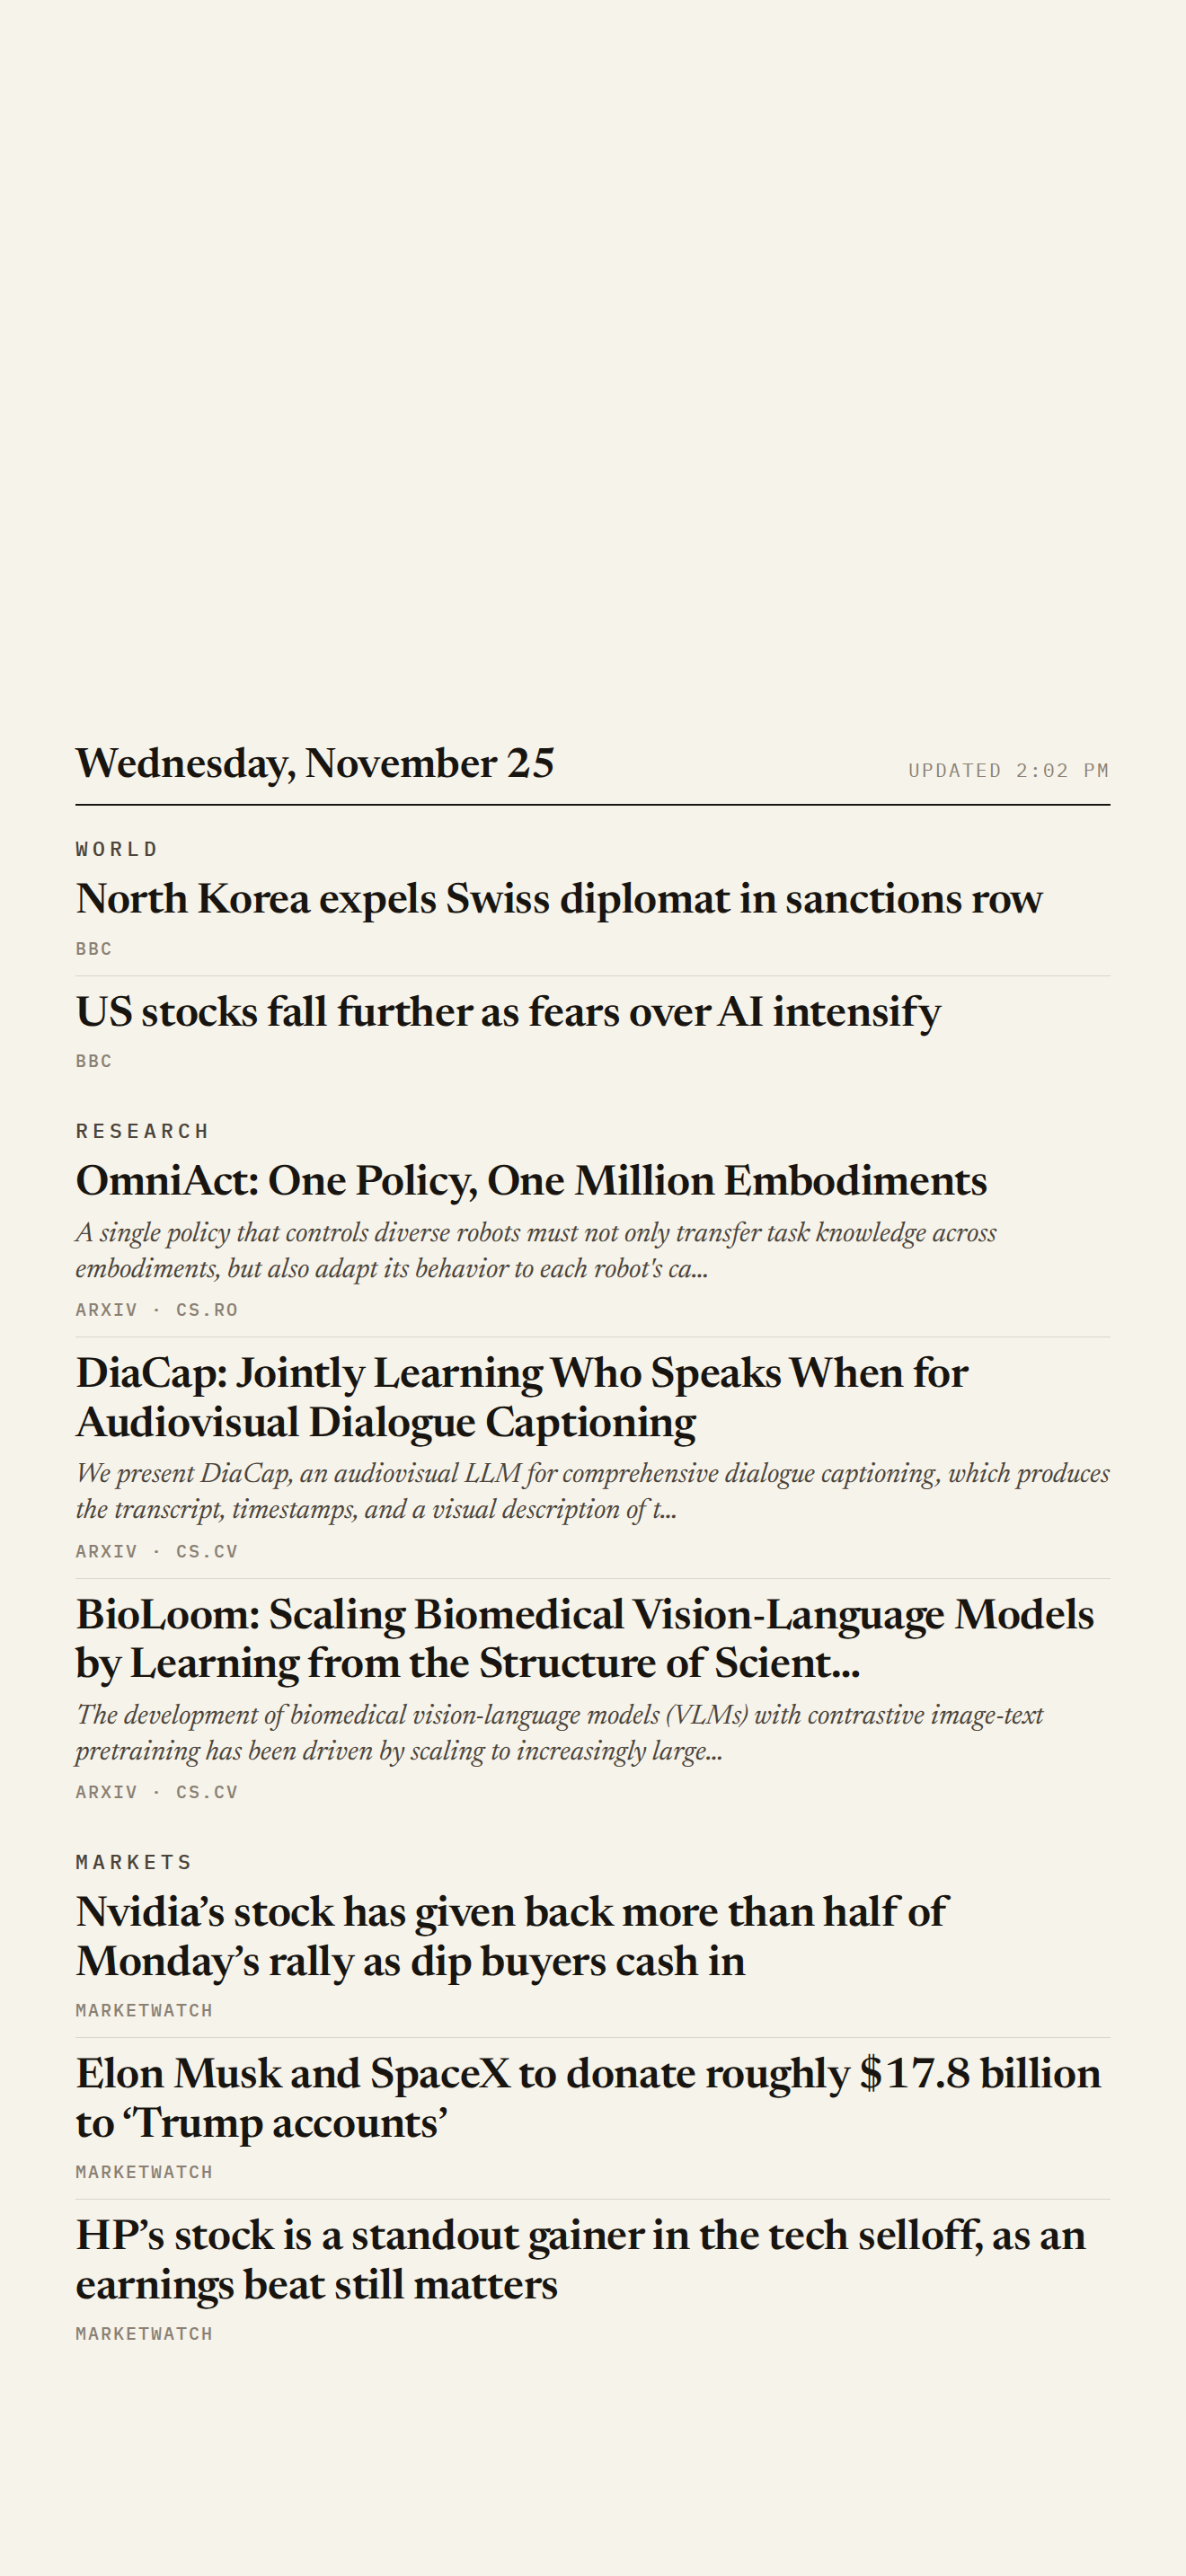 Wednesday, November 25
UPDATED 2:02 PM
WORLD
North Korea expels Swiss diplomat in sanctions row
BBC
US stocks fall further as fears over AI intensify
BBC
RESEARCH
OmniAct: One Policy, One Million Embodiments
A single policy that controls diverse robots must not only transfer task knowledge across
embodiments, but also adapt its behavior to each robot's ca...
ARXIV · CS.RO
DiaCap: Jointly Learning Who Speaks When for
Audiovisual Dialogue Captioning
We present DiaCap, an audiovisual LLM for comprehensive dialogue captioning, which produces
the transcript, timestamps, and a visual description of t...
ARXIV · CS.CV
BioLoom: Scaling Biomedical Vision-Language Models
by Learning from the Structure of Scient...
The development of biomedical vision-language models (VLMs) with contrastive image-text
pretraining has been driven by scaling to increasingly large...
ARXIV · CS.CV
MARKETS
Nvidia’s stock has given back more than half of
Monday’s rally as dip buyers cash in
MARKETWATCH
Elon Musk and SpaceX to donate roughly $17.8 billion
to ‘Trump accounts’
MARKETWATCH
HP’s stock is a standout gainer in the tech selloff, as an
earnings beat still matters
MARKETWATCH